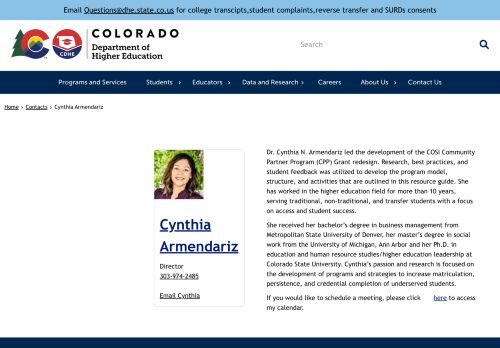 Email Questions@dhe.state.co.us for college transcipts,student complaints,reverse transfer and SURDs consents
COLORADO
Department of
Higher Education
CDHE
Search
Programs and Services
Students
Educators
Data and Research
Careers
About Us
Contact Us
Home > Contacts > Cynthia Armendariz
Cynthia
Armendariz
Director
303-974-2485
Email Cynthia
Dr. Cynthia N. Armendariz led the development of the COSI Community
Partner Program (CPP) Grant redesign. Research, best practices, and
student feedback was utilized to develop the program model,
structure, and activities that are outlined in this resource guide. She
has worked in the higher education field for more than 10 years,
serving traditional, non-traditional, and transfer students with a
focus on access and student success.
She received her bachelor’s degree in business management from
Metropolitan State University of Denver, her master’s degree in social
work from the University of Michigan, Ann Arbor and her Ph.D. in
education and human resource studies/higher education leadership at
Colorado State University. Cynthia’s passion and research is focused on
the development of programs and strategies to increase matriculation,
persistence, and credential completion of underserved students.
If you would like to schedule a meeting, please click here to access
my calendar.